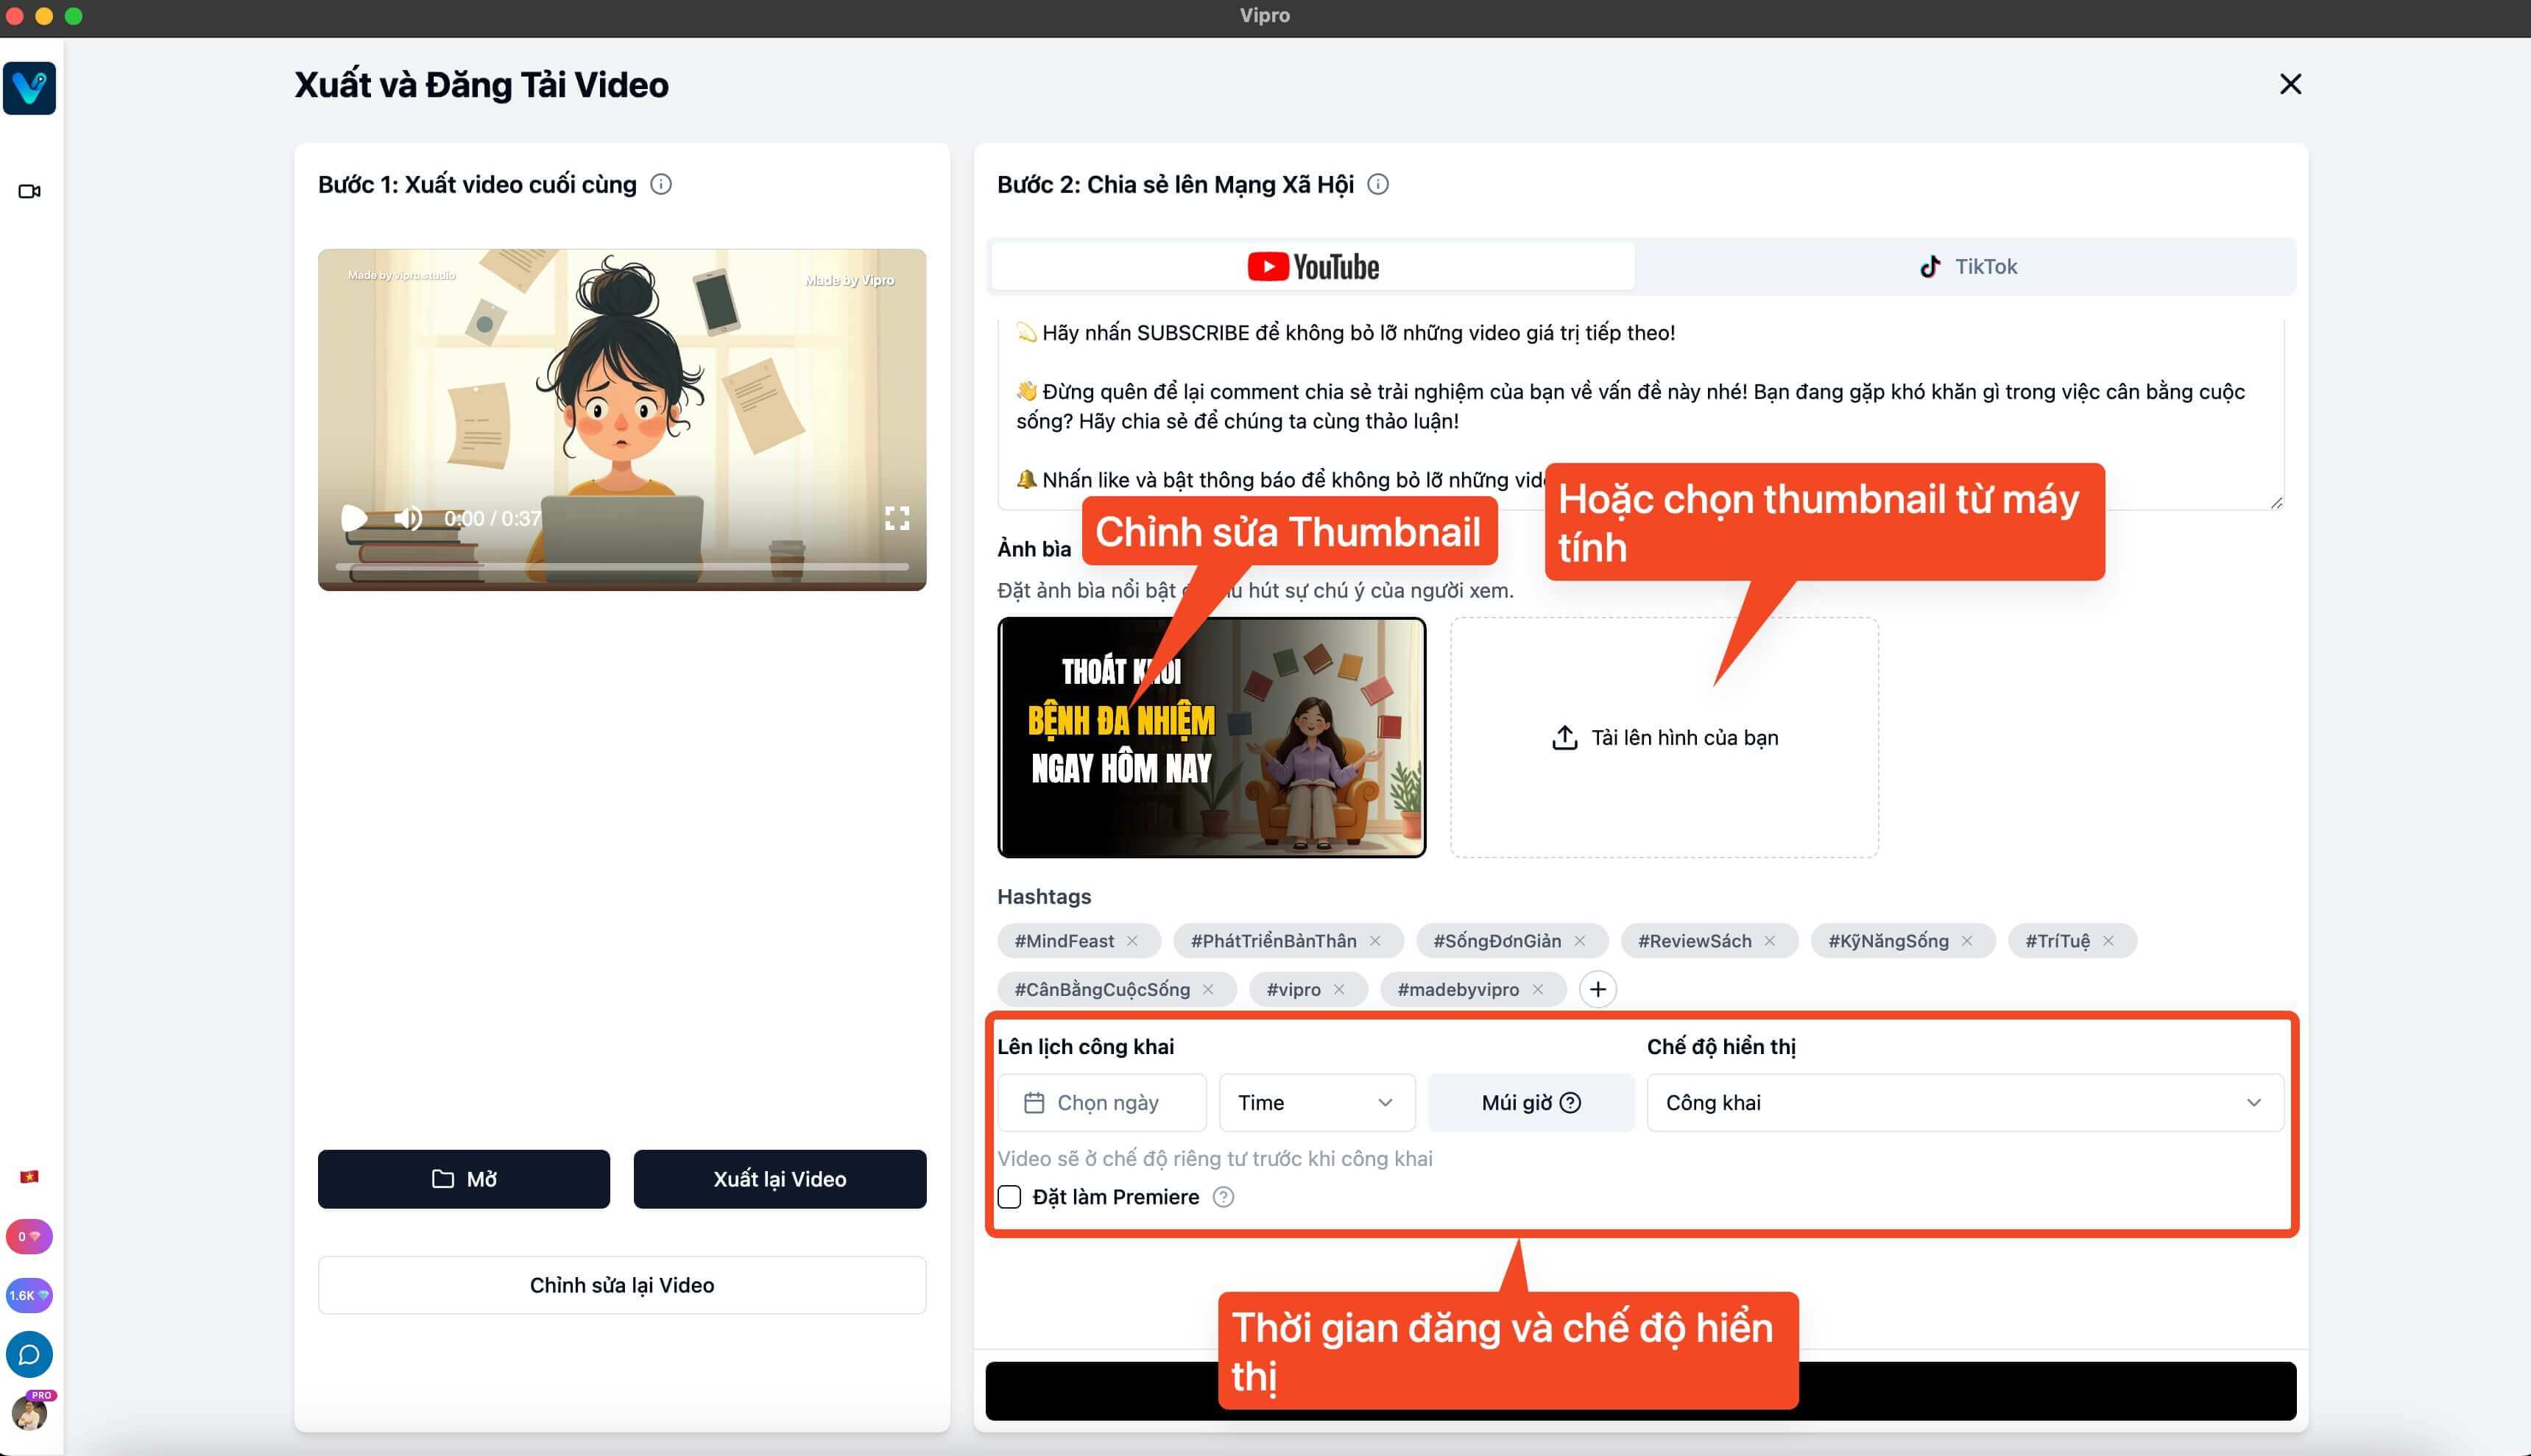 Vipro
Xuất và Đăng Tải Video
Bước 1: Xuất video cuối cùng
Made by vipro.studio
Made by Vipro
0:00 / 0:37
Mở
Xuất lại Video
Chỉnh sửa lại Video
0
1.6K
PRO
Bước 2: Chia sẻ lên Mạng Xã Hội
YouTube
TikTok
💫 Hãy nhấn SUBSCRIBE để không bỏ lỡ những video giá trị tiếp theo!
👋 Đừng quên để lại comment chia sẻ trải nghiệm của bạn về vấn đề này nhé! Bạn đang gặp khó khăn gì trong việc cân bằng cuộc
sống? Hãy chia sẻ để chúng ta cùng thảo luận!
🔔 Nhấn like và bật thông báo để không bỏ lỡ những
Chỉnh sửa Thumbnail
Hoặc chọn thumbnail từ máy
tính
Ảnh bìa
Đặt ảnh bìa nổi bật hút sự chú ý của người xem.
THOÁT KHỎI
BỆNH ĐA NHIỆM
NGAY HÔM NAY
Tải lên hình của bạn
Hashtags
#MindFeast
#PhátTriểnBảnThân
#SốngĐơnGiản
#ReviewSách
#KỹNăngSống
#TríTuệ
#CânBằngCuộcSống
#vipro
#madebyvipro
Lên lịch công khai
Chế độ hiển thị
Chọn ngày
Time
Múi giờ
Công khai
Video sẽ ở chế độ riêng tư trước khi công khai
Đặt làm Premiere
Thời gian đăng và chế độ hiển
thị